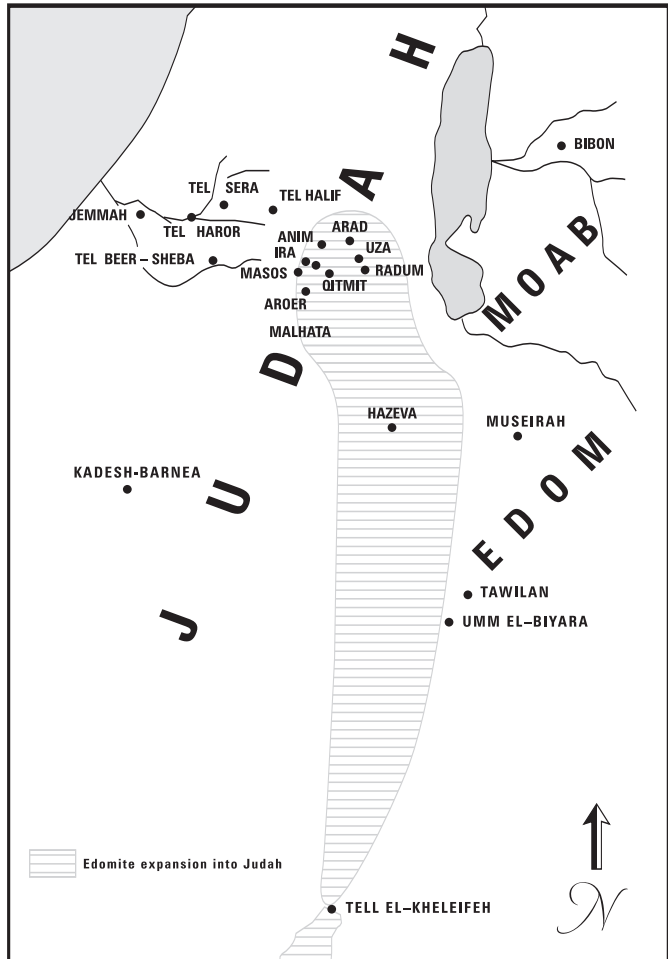 JUDAH
BIBON
TEL SERA
TEL HALIF
JEMMAH
TEL HAROR
ARAD
ANIM
UZA
IRA
TEL BEER–SHEBA
MASOS
RADUM
QITMIT
AROER
MALHATA
MOAB
HAZEVA
MUSEIRAH
KADESH-BARNEA
EDOM
TAWILAN
UMM EL–BIYARA
Edomite expansion into Judah
TELL EL–KHELEIFEH
N